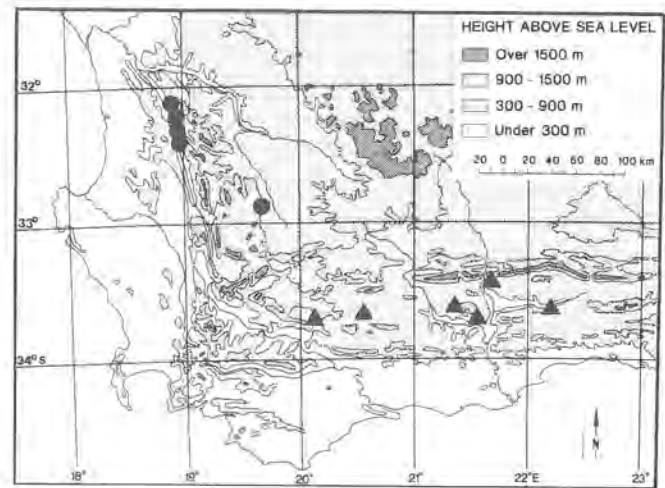 HEIGHT ABOVE SEA LEVEL
Over 1500 m
900 - 1500 m
300 - 900 m
Under 300 m
20 0 20 40 60 80 100 km
32°
33°
34°S
N
18° 19° 20 21° 22° 23°